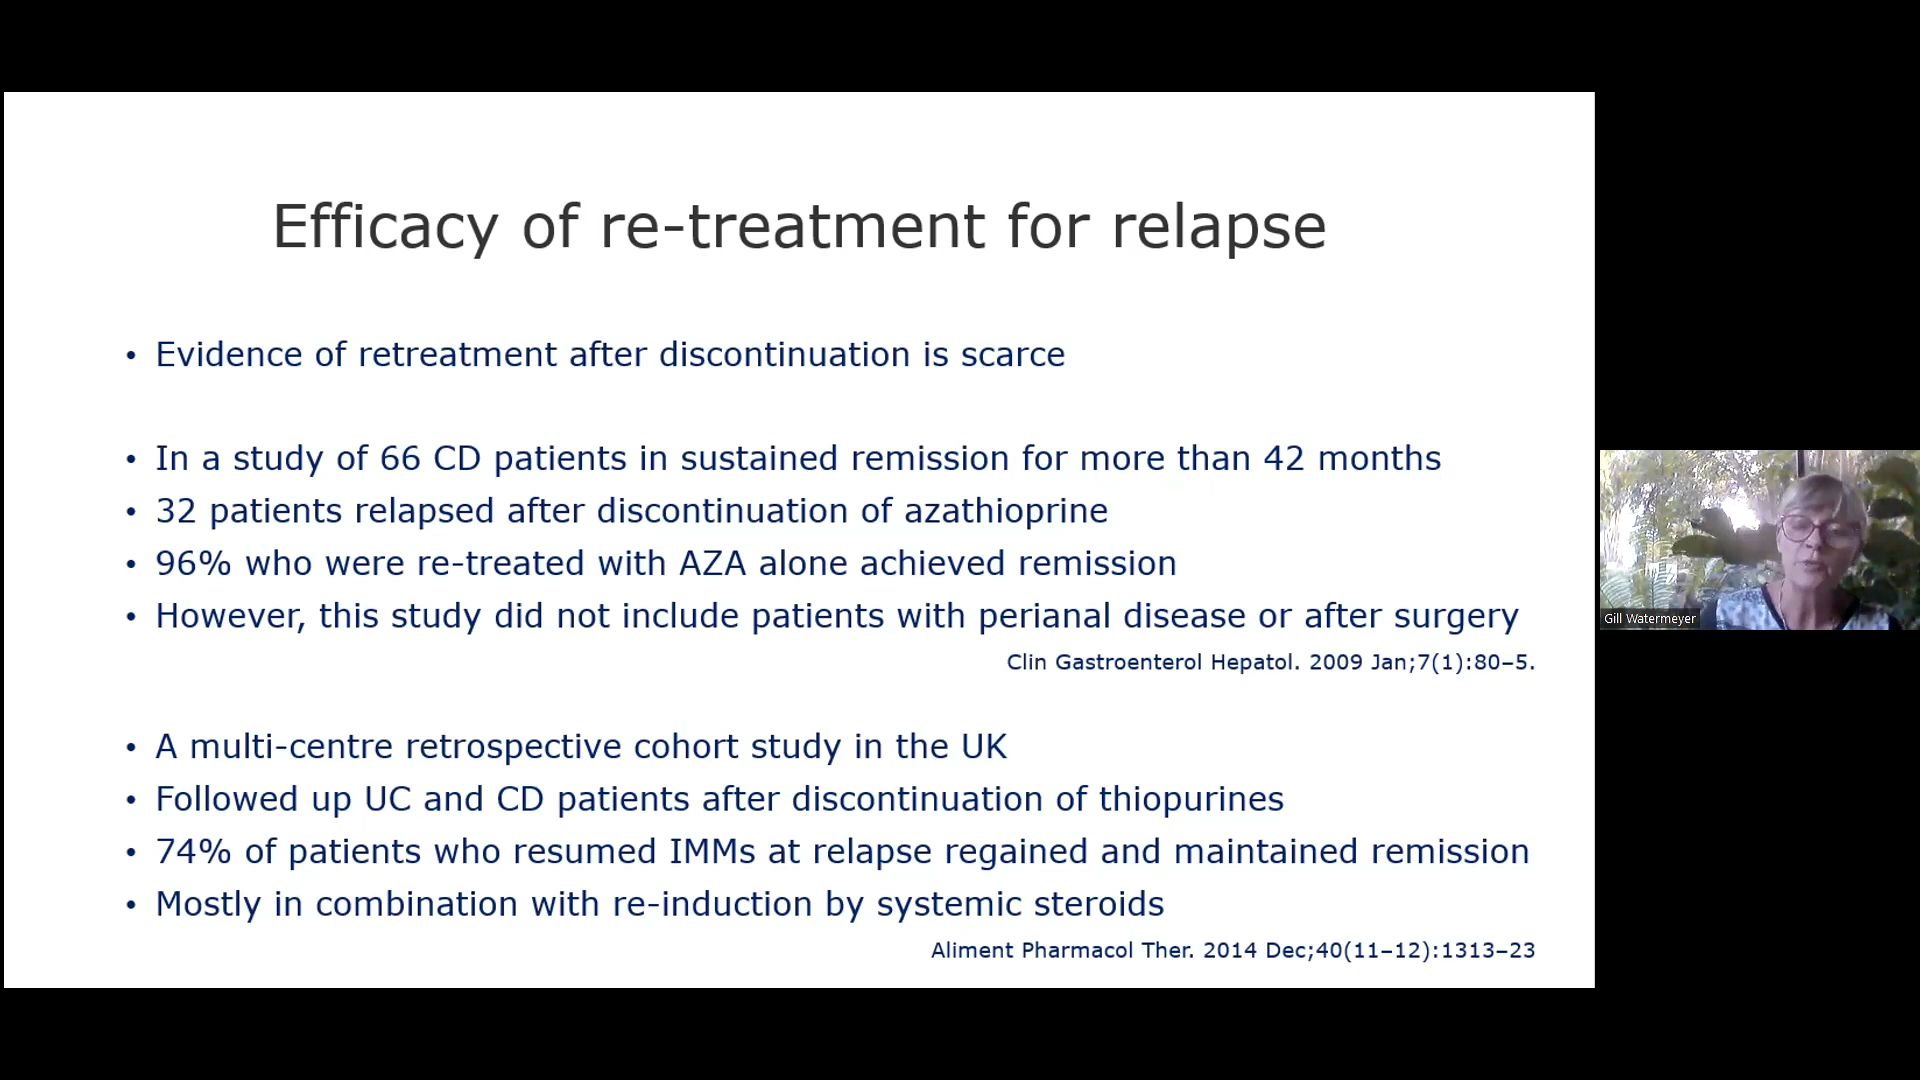 Efficacy of re-treatment for relapse
• Evidence of retreatment after discontinuation is scarce
• In a study of 66 CD patients in sustained remission for more than 42 months
• 32 patients relapsed after discontinuation of azathioprine
• 96% who were re-treated with AZA alone achieved remission
• However, this study did not include patients with perianal disease or after surgery
Clin Gastroenterol Hepatol. 2009 Jan;7(1):80–5.
• A multi-centre retrospective cohort study in the UK
• Followed up UC and CD patients after discontinuation of thiopurines
• 74% of patients who resumed IMMs at relapse regained and maintained remission
• Mostly in combination with re-induction by systemic steroids
Aliment Pharmacol Ther. 2014 Dec;40(11–12):1313–23
Gill Watermeyer